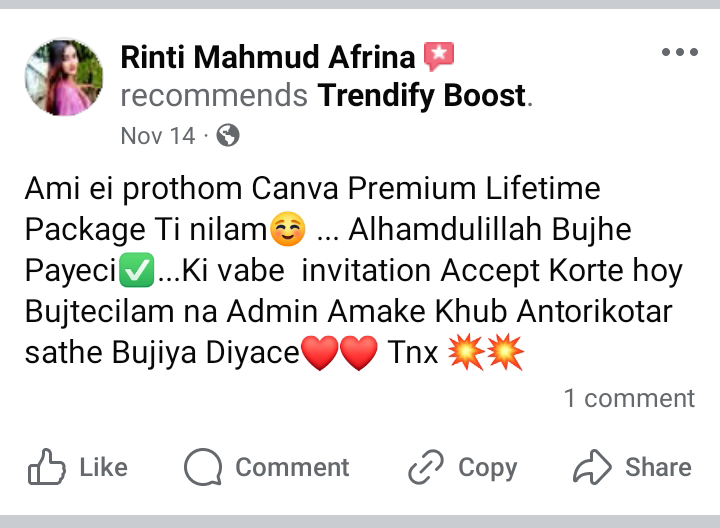 Rinti Mahmud Afrina
recommends Trendify Boost.
Nov 14 ·
Ami ei prothom Canva Premium Lifetime
Package Ti nilam😊 ... Alhamdulillah Bujhe
Payeci✅...Ki vabe invitation Accept Korte hoy
Bujtecilam na Admin Amake Khub Antorikotar
sathe Bujiya Diyace❤️❤️ Tnx 💥💥
1 comment
Like Comment Copy Share